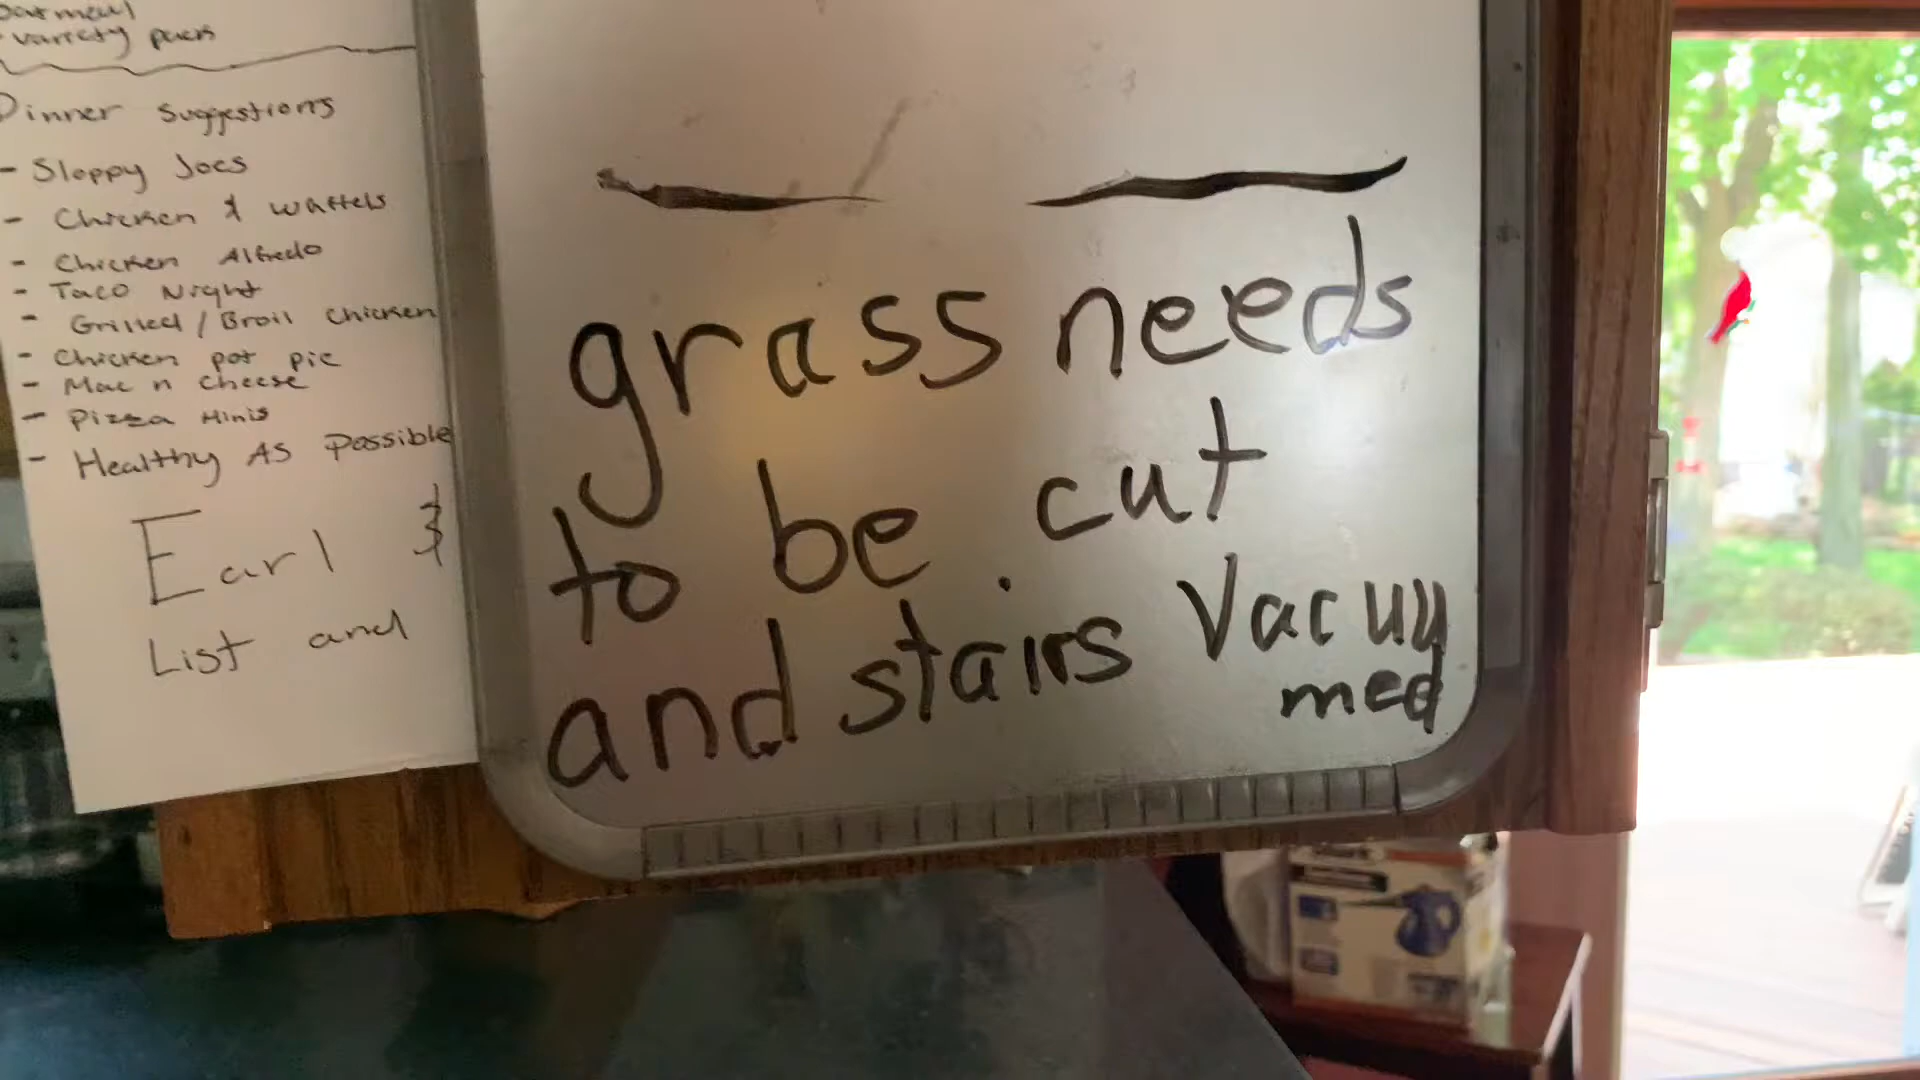 oatmeal
variety pack
Dinner Suggestions
- Sloppy Joes
- Chicken & Waffels
- Chicken Alfredo
- Taco Night
- Grilled / Broil Chicken
- Chicken pot pie
- Mac n cheese
- Pizza Minis
- Healthy AS Possible
Earl &
List and
grass needs
to be cut
and stairs Vacuu
med